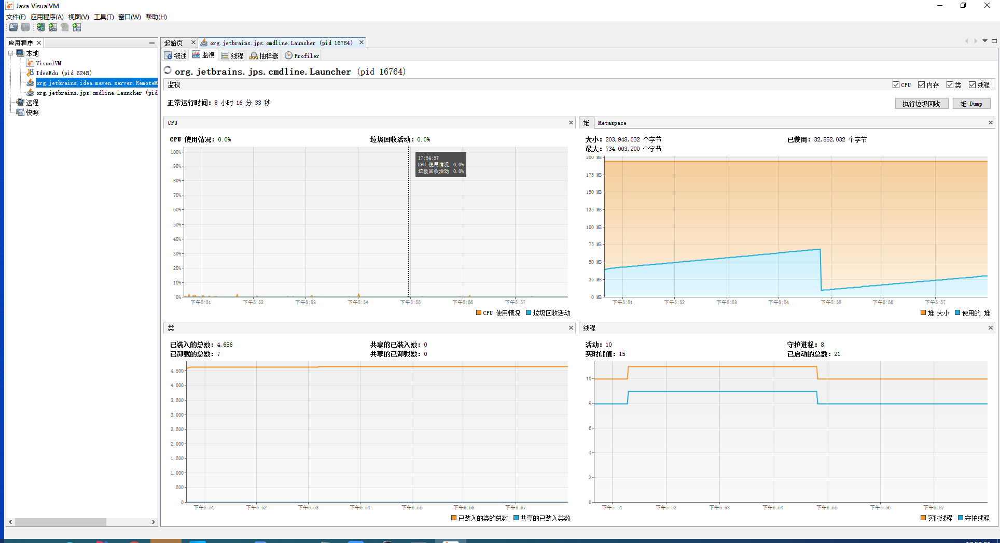 Java VisualVM
文件(F) 应用程序(A) 视图(V) 工具(T) 窗口(W) 帮助(H)
应用程序
本地
VisualVM
IdeaEdu (pid 6248)
org.jetbrains.idea.maven.server.RemoteM
org.jetbrains.jps.cmdline.Launcher (pid
远程
快照
起始页
org.jetbrains.jps.cmdline.Launcher (pid 16764)
概述 监视 线程 抽样器 Profiler
org.jetbrains.jps.cmdline.Launcher (pid 16764)
监视
CPU 内存 类 线程
正常运行时间: 8 小时 16 分 33 秒
执行垃圾回收 堆 Dump
CPU
CPU 使用情况: 0.0% 垃圾回收活动: 0.0%
17:54:57
CPU 使用情况 0.0%
垃圾回收活动 0.0%
100%
90%
80%
70%
60%
50%
40%
30%
20%
10%
0%
下午5:51 下午5:52 下午5:53 下午5:54 下午5:55 下午5:56 下午5:57
CPU 使用情况 垃圾回收活动
堆 Metaspace
大小: 203,948,032 个字节 已使用: 32,552,032 个字节
最大: 734,003,200 个字节
200 MB
175 MB
150 MB
125 MB
100 MB
75 MB
50 MB
25 MB
0 MB
下午5:51 下午5:52 下午5:53 下午5:54 下午5:55 下午5:56 下午5:57
堆 大小 使用的 堆
类
已装入的总数: 4,656 共享的已装入数: 0
已卸载的总数: 7 共享的已卸载数: 0
4,500
4,000
3,500
3,000
2,500
2,000
1,500
1,000
500
0
下午5:51 下午5:52 下午5:53 下午5:54 下午5:55 下午5:56 下午5:57
已装入的类的总数 共享的已装入类数
线程
活动: 10 守护进程: 8
实时峰值: 15 已启动的总数: 21
10
8
6
4
2
0
下午5:51 下午5:52 下午5:53 下午5:54 下午5:55 下午5:56 下午5:57
实时线程 守护线程